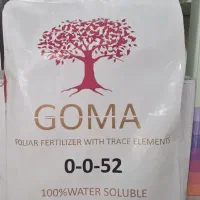 GOMA
FOLIAR FERTILIZER WITH TRACE ELEMENTS
0-0-52
100%WATER SOLUBLE